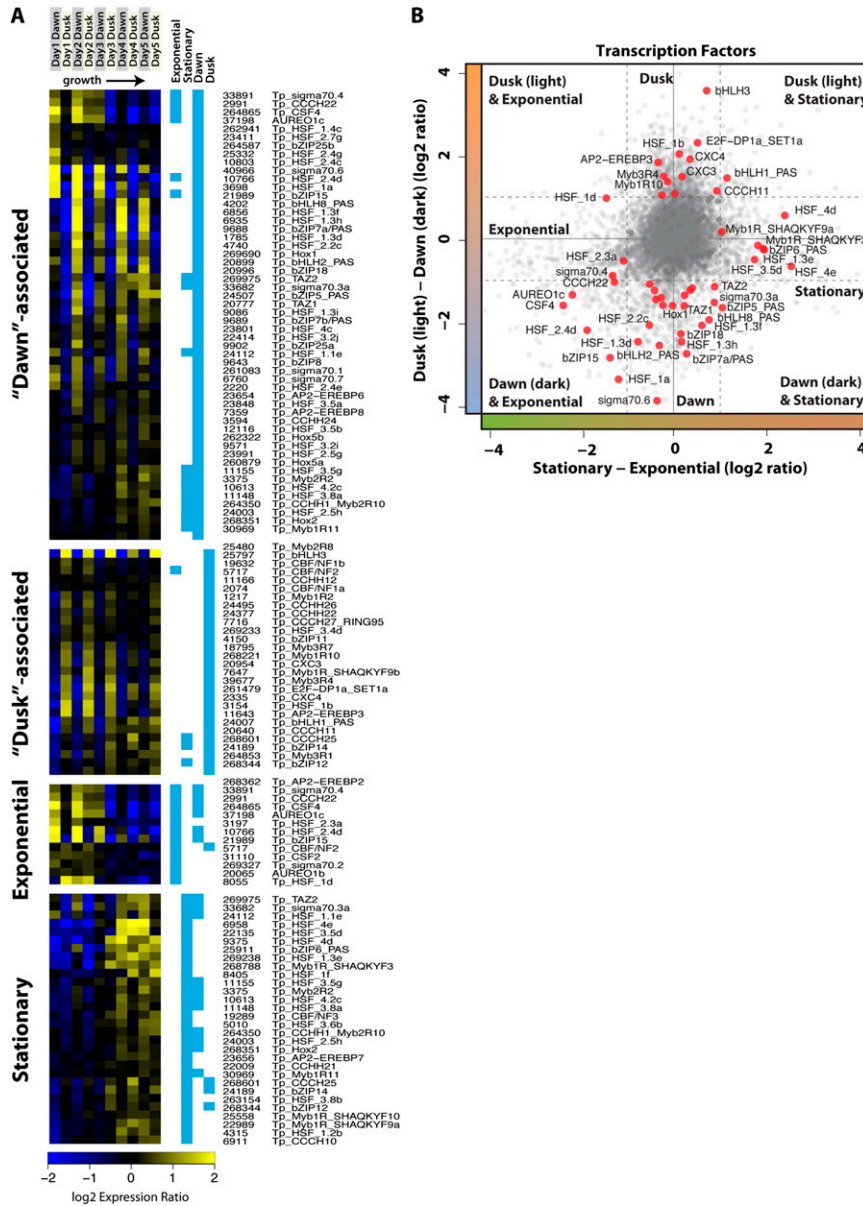 A
Day1 Dawn
Day1 Dusk
Day2 Dawn
Day2 Dusk
Day3 Dawn
Day3 Dusk
Day4 Dawn
Day4 Dusk
Day5 Dawn
Day5 Dusk
growth
Exponential
Stationary
Dawn
Dusk
"Dawn"-associated
33891 Tp_sigma70.4
2991 Tp_CCCH22
264865 Tp_CSF4
37198 AUREO1c
262941 Tp_HSF_1.4c
23411 Tp_HSF_2.7g
264587 Tp_bZIP25b
25332 Tp_HSF_2.4g
10803 Tp_HSF_2.4c
40966 Tp_sigma70.6
10766 Tp_HSF_2.4d
3698 Tp_HSF_1a
21989 Tp_bZIP15
4202 Tp_bHLH8_PAS
6856 Tp_HSF_1.3f
6935 Tp_HSF_1.3h
9688 Tp_bZIP7a/PAS
1785 Tp_HSF_1.3d
4740 Tp_HSF_2.2c
269690 Tp_Hox1
20899 Tp_bHLH2_PAS
20996 Tp_bZIP18
269975 Tp_TAZ2
33682 Tp_sigma70.3a
24507 Tp_bZIP5_PAS
20777 Tp_TAZ1
9086 Tp_HSF_1.3i
9689 Tp_bZIP7b/PAS
23801 Tp_HSF_4c
22414 Tp_HSF_3.2j
9902 Tp_bZIP25a
24112 Tp_HSF_1.1e
9643 Tp_bZIP8
261083 Tp_sigma70.1
6760 Tp_sigma70.7
2220 Tp_HSF_2.4e
23654 Tp_AP2-EREBP6
23848 Tp_HSF_3.5a
7359 Tp_AP2-EREBP8
3594 Tp_CCHH24
12116 Tp_HSF_3.5b
262322 Tp_Hox5b
9571 Tp_HSF_3.2i
23991 Tp_HSF_2.5g
260879 Tp_Hox5a
11155 Tp_HSF_3.5g
3375 Tp_Myb2R2
10613 Tp_HSF_4.2c
11148 Tp_HSF_3.8a
264350 Tp_CCHH1_Myb2R10
24003 Tp_HSF_2.5h
268351 Tp_Hox2
30969 Tp_Myb1R11
"Dusk"-associated
25480 Tp_Myb2R8
25797 Tp_bHLH3
19632 Tp_CBF/NF1b
5717 Tp_CBF/NF2
11166 Tp_CCHH12
2074 Tp_CBF/NF1a
1217 Tp_Myb1R2
24495 Tp_CCHH26
24377 Tp_CCHH22
7716 Tp_CCCH27_RING95
269233 Tp_HSF_3.4d
4150 Tp_bZIP11
18795 Tp_Myb3R7
268221 Tp_Myb1R10
20954 Tp_CXC3
7647 Tp_Myb1R_SHAQKYF9b
39677 Tp_Myb3R4
261479 Tp_E2F-DP1a_SET1a
2335 Tp_CXC4
3154 Tp_HSF_1b
11643 Tp_AP2-EREBP3
24007 Tp_bHLH1_PAS
20640 Tp_CCCH11
268601 Tp_CCCH25
24189 Tp_bZIP14
264853 Tp_Myb3R1
268344 Tp_bZIP12
Exponential
268362 Tp_AP2-EREBP2
33891 Tp_sigma70.4
2991 Tp_CCCH22
264865 Tp_CSF4
37198 AUREO1c
3197 Tp_HSF_2.3a
10766 Tp_HSF_2.4d
21989 Tp_bZIP15
5717 Tp_CBF/NF2
31110 Tp_CSF2
269327 Tp_sigma70.2
20065 AUREO1b
8055 Tp_HSF_1d
Stationary
269975 Tp_TAZ2
33682 Tp_sigma70.3a
24112 Tp_HSF_1.1e
6958 Tp_HSF_4e
22135 Tp_HSF_3.5d
9375 Tp_HSF_4d
25911 Tp_bZIP6_PAS
269238 Tp_HSF_1.3e
268788 Tp_Myb1R_SHAQKYF3
8405 Tp_HSF_1f
11155 Tp_HSF_3.5g
3375 Tp_Myb2R2
10613 Tp_HSF_4.2c
11148 Tp_HSF_3.8a
19289 Tp_CBF/NF3
5010 Tp_HSF_3.6b
264350 Tp_CCHH1_Myb2R10
24003 Tp_HSF_2.5h
268351 Tp_Hox2
23656 Tp_AP2-EREBP7
22009 Tp_CCHH21
30969 Tp_Myb1R11
268601 Tp_CCCH25
24189 Tp_bZIP14
263154 Tp_HSF_3.8b
268344 Tp_bZIP12
25558 Tp_Myb1R_SHAQKYF10
22989 Tp_Myb1R_SHAQKYF9a
4315 Tp_HSF_1.2b
6911 Tp_CCCH10
−2 −1 0 1 2
log2 Expression Ratio
B
Transcription Factors
Dusk (light)
& Exponential
Dusk
Dusk (light)
& Stationary
bHLH3
E2F-DP1a_SET1a
HSF_1b
CXC4
AP2-EREBP3
Myb3R4
CXC3
bHLH1_PAS
Myb1R10
CCCH11
HSF_1d
HSF_4d
Exponential
Myb1R_SHAQKYF9a
Myb1R_SHAQKYF3
bZIP6_PAS
HSF_2.3a
HSF_1.3e
HSF_3.5d
HSF_4e
sigma70.4
CCCH22
TAZ2
Stationary
AUREO1c
sigma70.3a
CSF4
Hox1
TAZ1
bZIP5_PAS
HSF_2.2c
bHLH8_PAS
HSF_2.4d
HSF_1.3f
bZIP18
HSF_1.3d
HSF_1.3h
bZIP15
bHLH2_PAS
bZIP7a/PAS
HSF_1a
sigma70.6
Dawn (dark)
& Exponential
Dawn
Dawn (dark)
& Stationary
4
2
0
−2
−4
Dusk (light) − Dawn (dark) (log2 ratio)
−4 −2 0 2 4
Stationary − Exponential (log2 ratio)